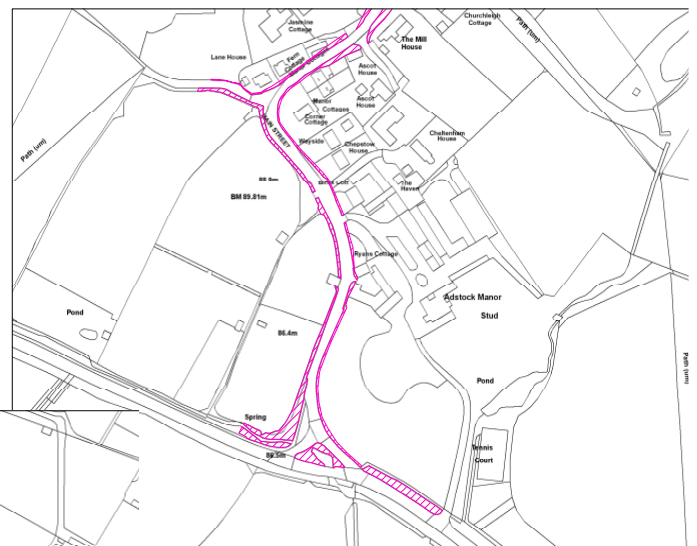 Jasmine
Cottage
Churchleigh
Cottage
Path (um)
The Mill
House
Lane House
Fern
Cottage
Ascot
House
Manor
Cottages
Ascot
House
Corner
Cottage
MAIN STREET
Wayside
Chepstow
House
Cheltenham
House
Path (um)
The
Haven
BM 89.81m
Ryans Cottage
Adstock Manor
Stud
Pond
86.4m
Path (um)
Pond
Spring
Tennis
Court